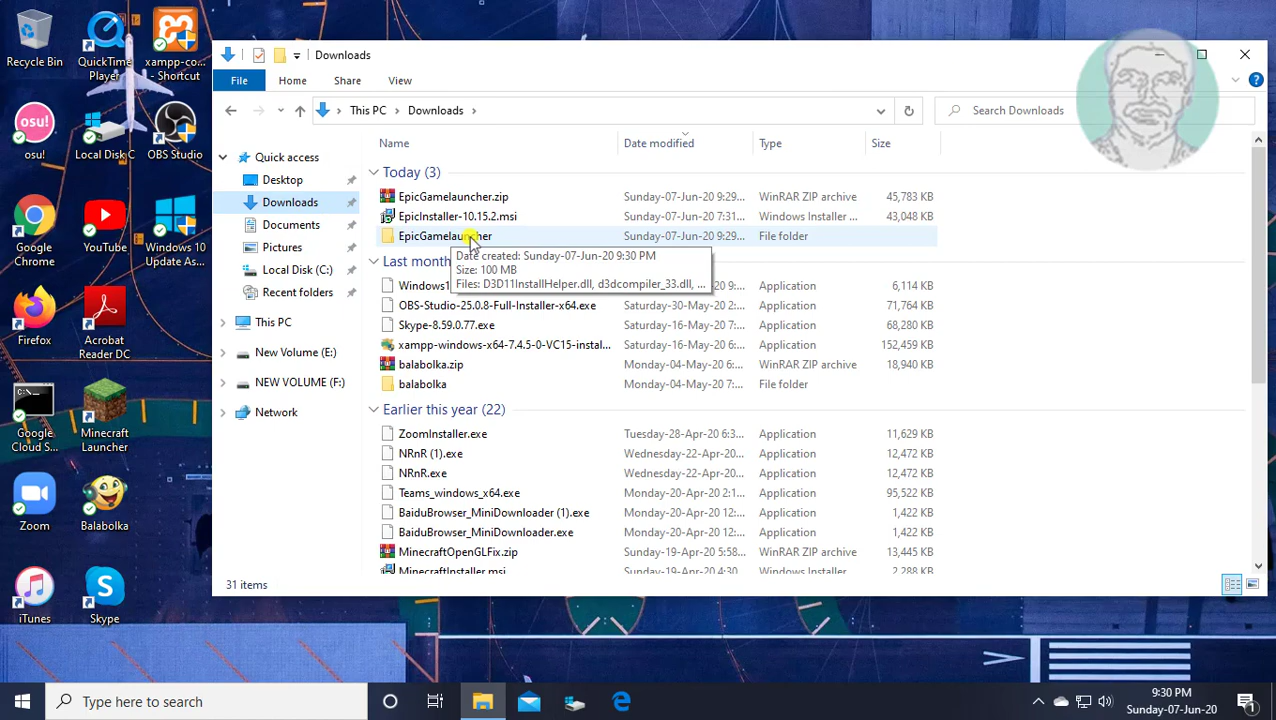 Recycle Bin
QuickTime Player
xampp-co... - Shortcut
osu!
osu!
Local Disk C
OBS Studio
Google Chrome
YouTube
Windows 10 Update As...
Firefox
Acrobat Reader DC
Google Cloud S...
Minecraft Launcher
Zoom
Balabolka
iTunes
Skype
Downloads
File Home Share View
This PC > Downloads >
Search Downloads
Quick access
Desktop
Downloads
Documents
Pictures
Local Disk (C:)
Recent folders
This PC
New Volume (E:)
NEW VOLUME (F:)
Network
Name Date modified Type Size
Today (3)
EpicGamelauncher.zip Sunday-07-Jun-20 9:29... WinRAR ZIP archive 45,783 KB
EpicInstaller-10.15.2.msi Sunday-07-Jun-20 7:31... Windows Installer ... 43,048 KB
EpicGamelauncher Sunday-07-Jun-20 9:29... File folder
Date created: Sunday-07-Jun-20 9:30 PM
Size: 100 MB
Files: D3D11InstallHelper.dll, d3dcompiler_33.dll, ...
Last month
Windows1 9:... Application 6,114 KB
OBS-Studio-25.0.8-Full-Installer-x64.exe Saturday-30-May-20 2... Application 71,764 KB
Skype-8.59.0.77.exe Saturday-16-May-20 7... Application 68,280 KB
xampp-windows-x64-7.4.5-0-VC15-instal... Saturday-16-May-20 6... Application 152,459 KB
balabolka.zip Monday-04-May-20 6:... WinRAR ZIP archive 18,940 KB
balabolka Monday-04-May-20 7:... File folder
Earlier this year (22)
ZoomInstaller.exe Tuesday-28-Apr-20 6:3... Application 11,629 KB
NRnR (1).exe Wednesday-22-Apr-20... Application 12,472 KB
NRnR.exe Wednesday-22-Apr-20... Application 12,472 KB
Teams_windows_x64.exe Monday-20-Apr-20 2:1... Application 95,522 KB
BaiduBrowser_MiniDownloader (1).exe Monday-20-Apr-20 12:... Application 1,422 KB
BaiduBrowser_MiniDownloader.exe Monday-20-Apr-20 12:... Application 1,422 KB
MinecraftOpenGLFix.zip Sunday-19-Apr-20 5:58... WinRAR ZIP archive 13,445 KB
MinecraftInstaller.msi Sunday-19-Apr-20 4:30... Windows Installer ... 2,288 KB
31 items
Type here to search
9:30 PM
Sunday-07-Jun-20
1